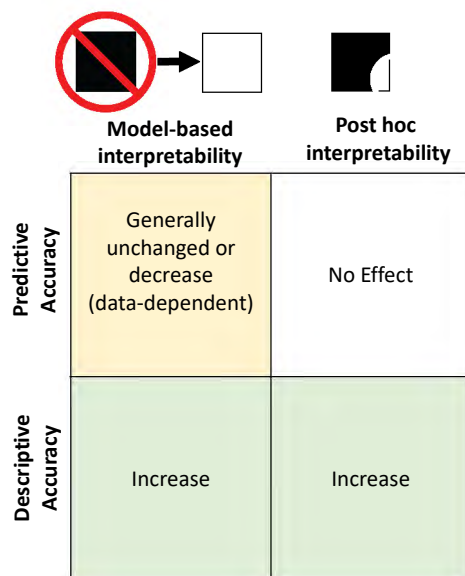 Model-based
interpretability
Post hoc
interpretability
Predictive
Accuracy
Generally
unchanged or
decrease
(data-dependent)
No Effect
Descriptive
Accuracy
Increase
Increase